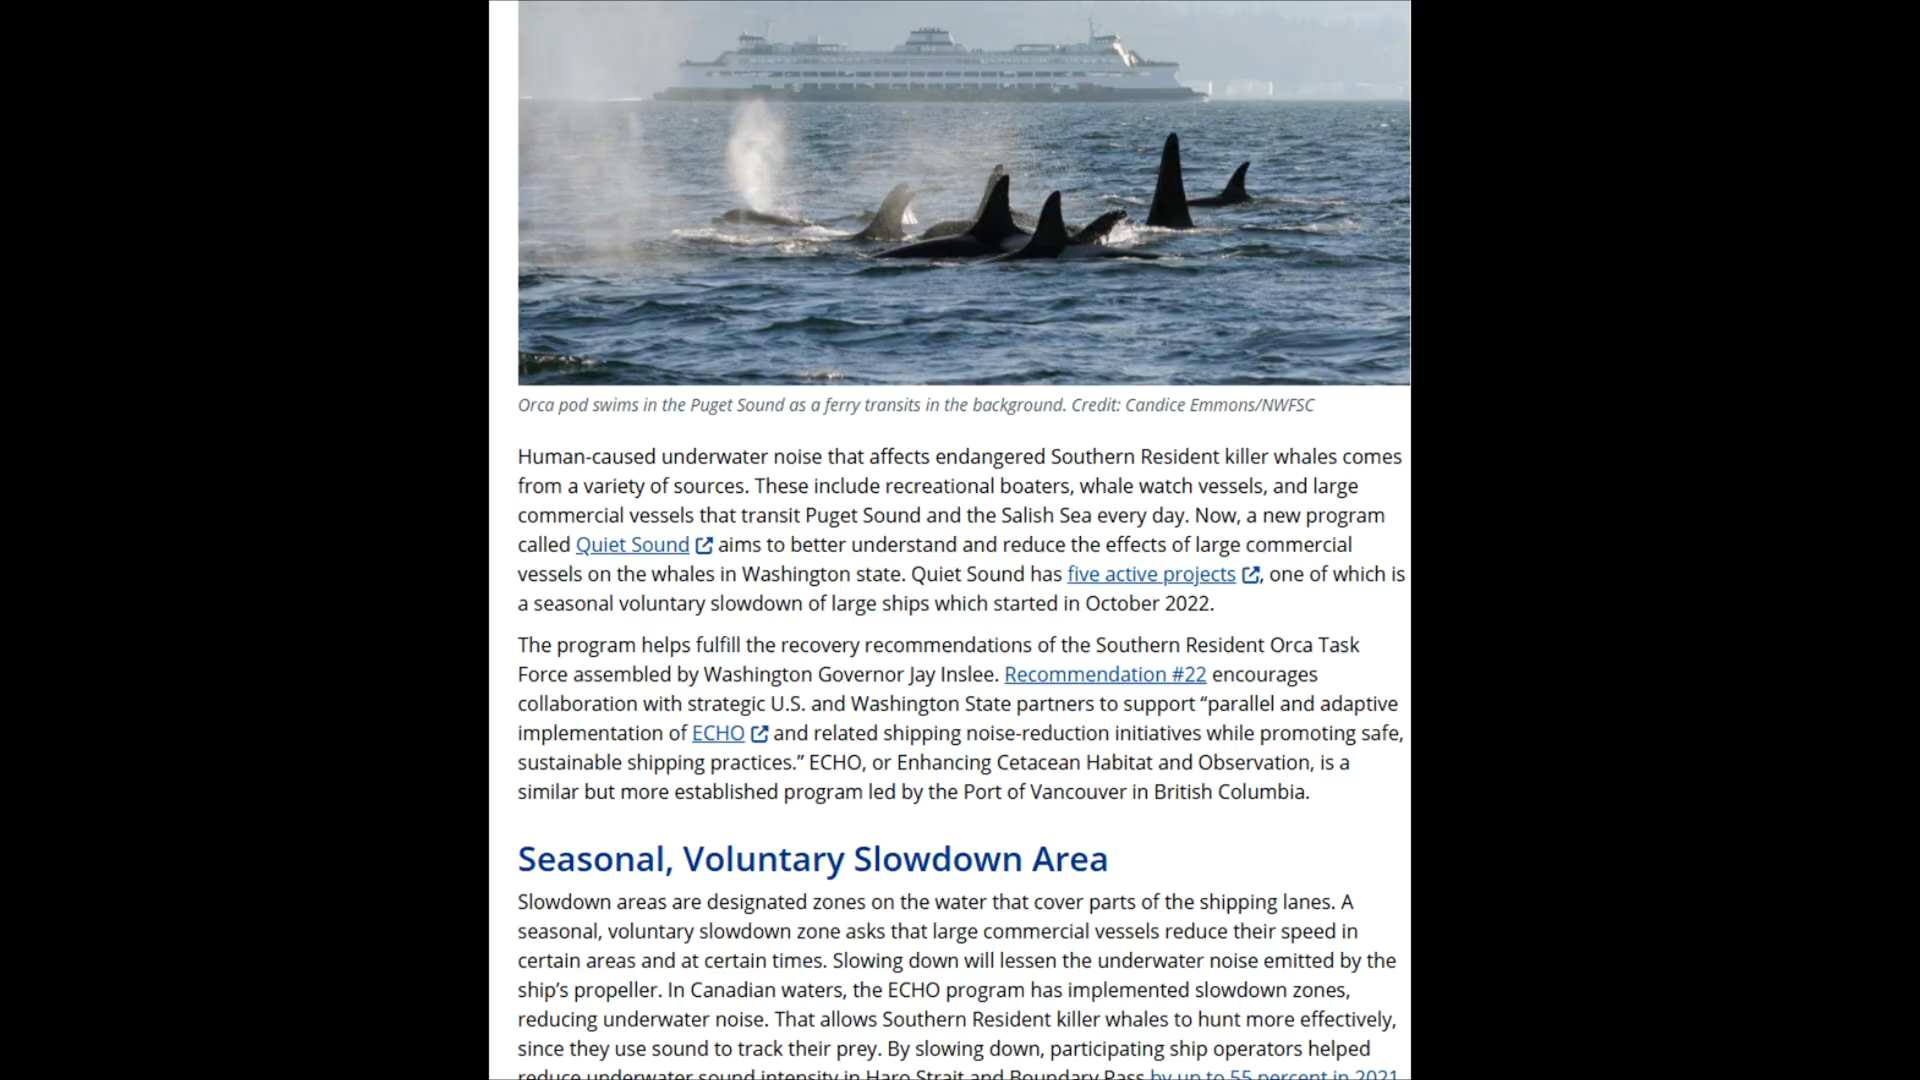 Orca pod swims in the Puget Sound as a ferry transits in the background. Credit: Candice Emmons/NWFSC
Human-caused underwater noise that affects endangered Southern Resident killer whales comes
from a variety of sources. These include recreational boaters, whale watch vessels, and large
commercial vessels that transit Puget Sound and the Salish Sea every day. Now, a new program
called Quiet Sound aims to better understand and reduce the effects of large commercial
vessels on the whales in Washington state. Quiet Sound has five active projects, one of which is
a seasonal voluntary slowdown of large ships which started in October 2022.
The program helps fulfill the recovery recommendations of the Southern Resident Orca Task
Force assembled by Washington Governor Jay Inslee. Recommendation #22 encourages
collaboration with strategic U.S. and Washington State partners to support “parallel and adaptive
implementation of ECHO and related shipping noise-reduction initiatives while promoting safe,
sustainable shipping practices.” ECHO, or Enhancing Cetacean Habitat and Observation, is a
similar but more established program led by the Port of Vancouver in British Columbia.
Seasonal, Voluntary Slowdown Area
Slowdown areas are designated zones on the water that cover parts of the shipping lanes. A
seasonal, voluntary slowdown zone asks that large commercial vessels reduce their speed in
certain areas and at certain times. Slowing down will lessen the underwater noise emitted by the
ship’s propeller. In Canadian waters, the ECHO program has implemented slowdown zones,
reducing underwater noise. That allows Southern Resident killer whales to hunt more effectively,
since they use sound to track their prey. By slowing down, participating ship operators helped
reduce underwater sound intensity in Haro Strait and Boundary Pass by up to 55 percent in 2021